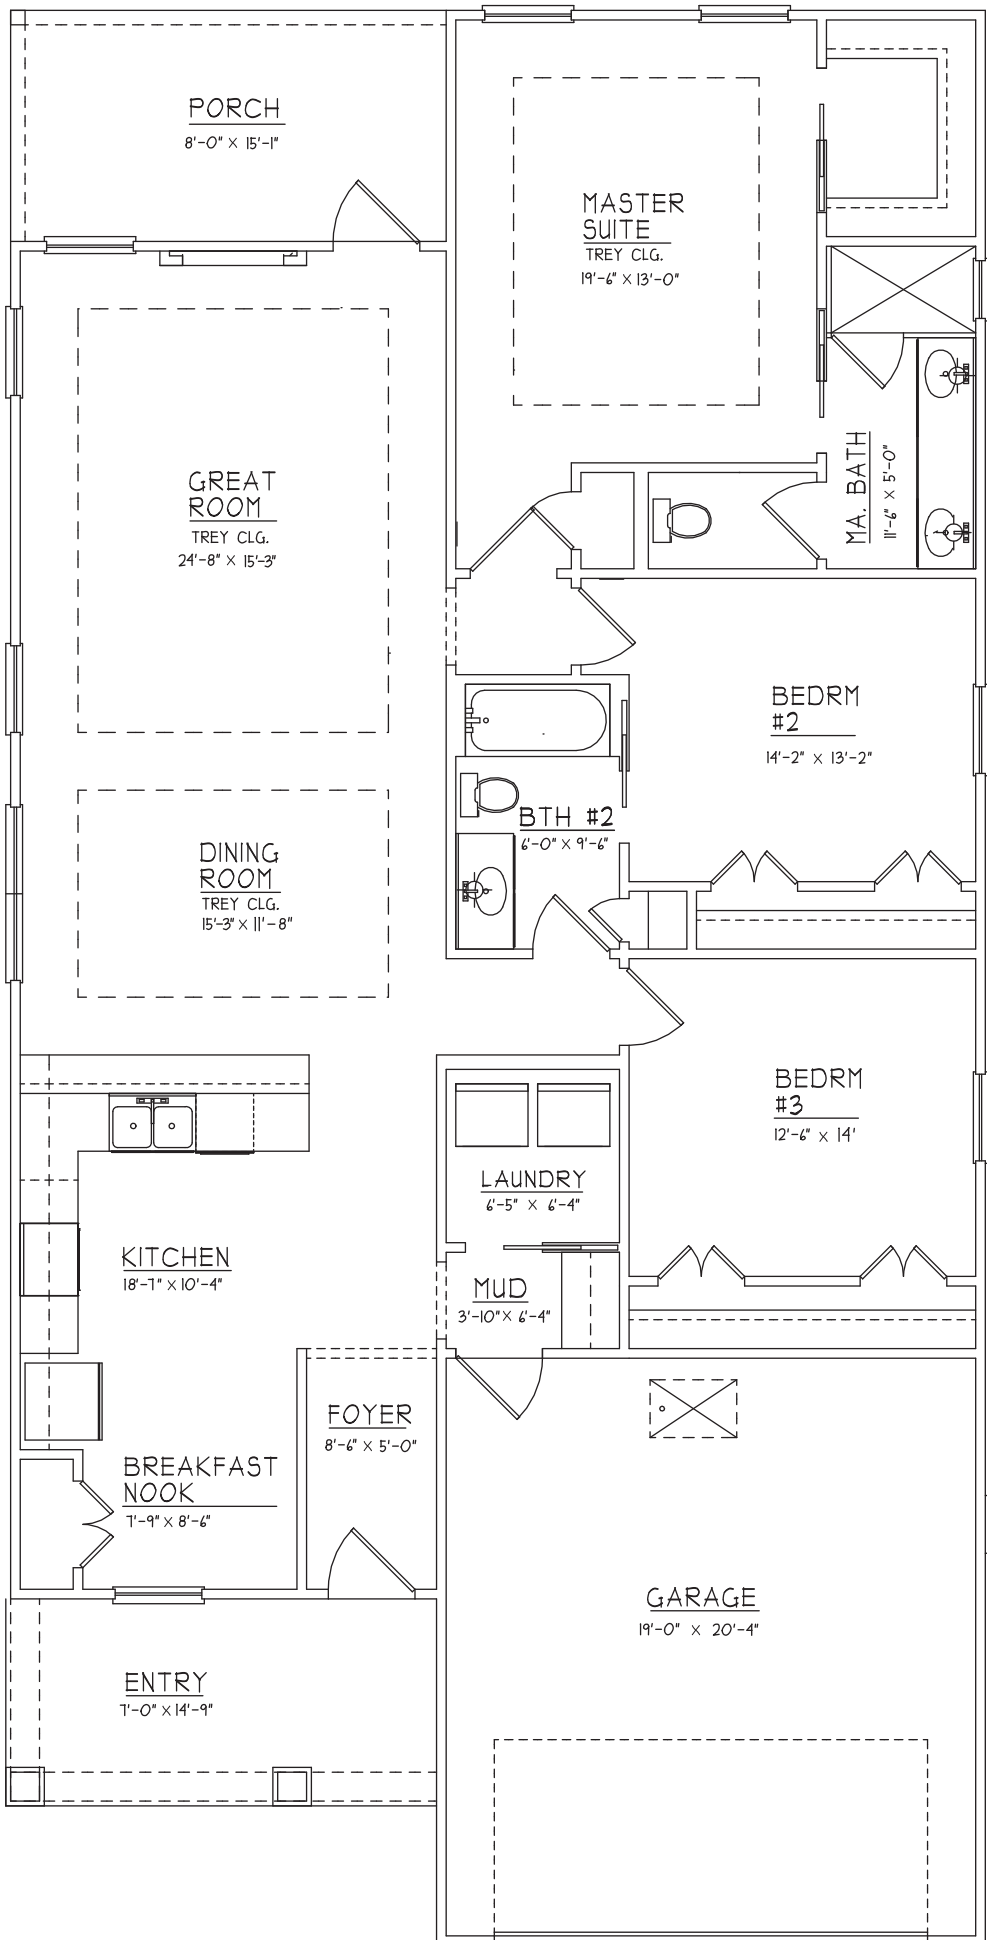 PORCH
8'-0" X 15'-1"
MASTER
SUITE
TREY CLG.
19'-6" X 13'-0"
GREAT
ROOM
TREY CLG.
24'-8" X 15'-3"
MA. BATH
11'-6" X 5'-0"
BEDRM
#2
14'-2" X 13'-2"
BTH #2
6'-0" X 9'-6"
DINING
ROOM
TREY CLG.
15'-3" X 11'-8"
BEDRM
#3
12'-6" X 14'
LAUNDRY
6'-5" X 6'-4"
KITCHEN
18'-7" X 10'-4"
MUD
3'-10" X 6'-4"
FOYER
8'-6" X 5'-0"
BREAKFAST
NOOK
7'-9" X 8'-6"
GARAGE
19'-0" X 20'-4"
ENTRY
7'-0" X 14'-9"